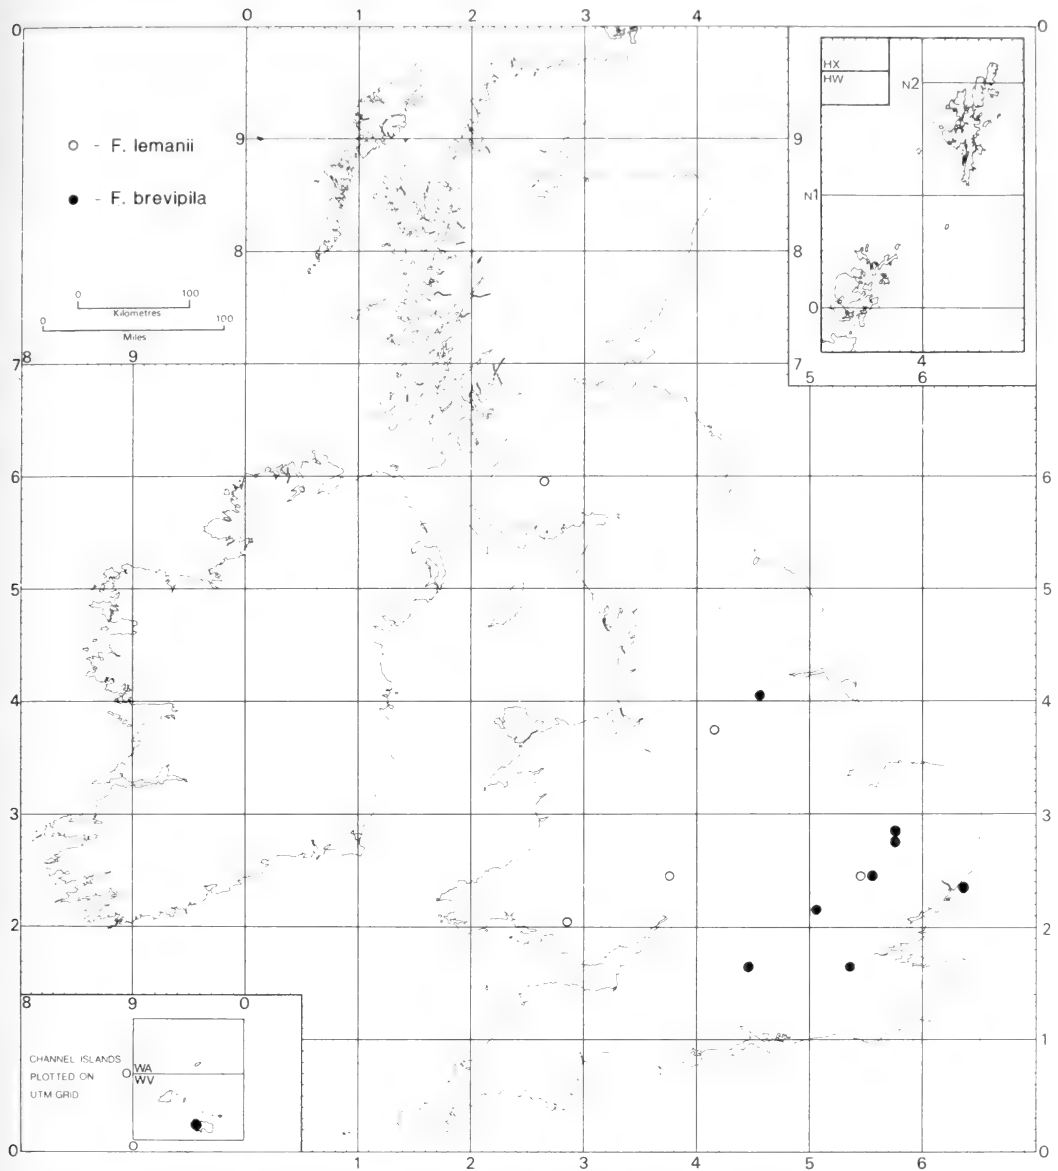 0 1 2 3 4
0
HX
HW
N2
9 9
○ - F. lemanii
N1
● - F. brevipila
8 8
0 100
Kilometres
0
0 100
Miles
8 9
4
7 7
5 6
6 6
5 5
4 4
3 3
2 2
8 9 0
1
CHANNEL ISLANDS
PLOTTED ON
UTM GRID
0
WA
WV
0
0 0
1 2 3 4 5 6